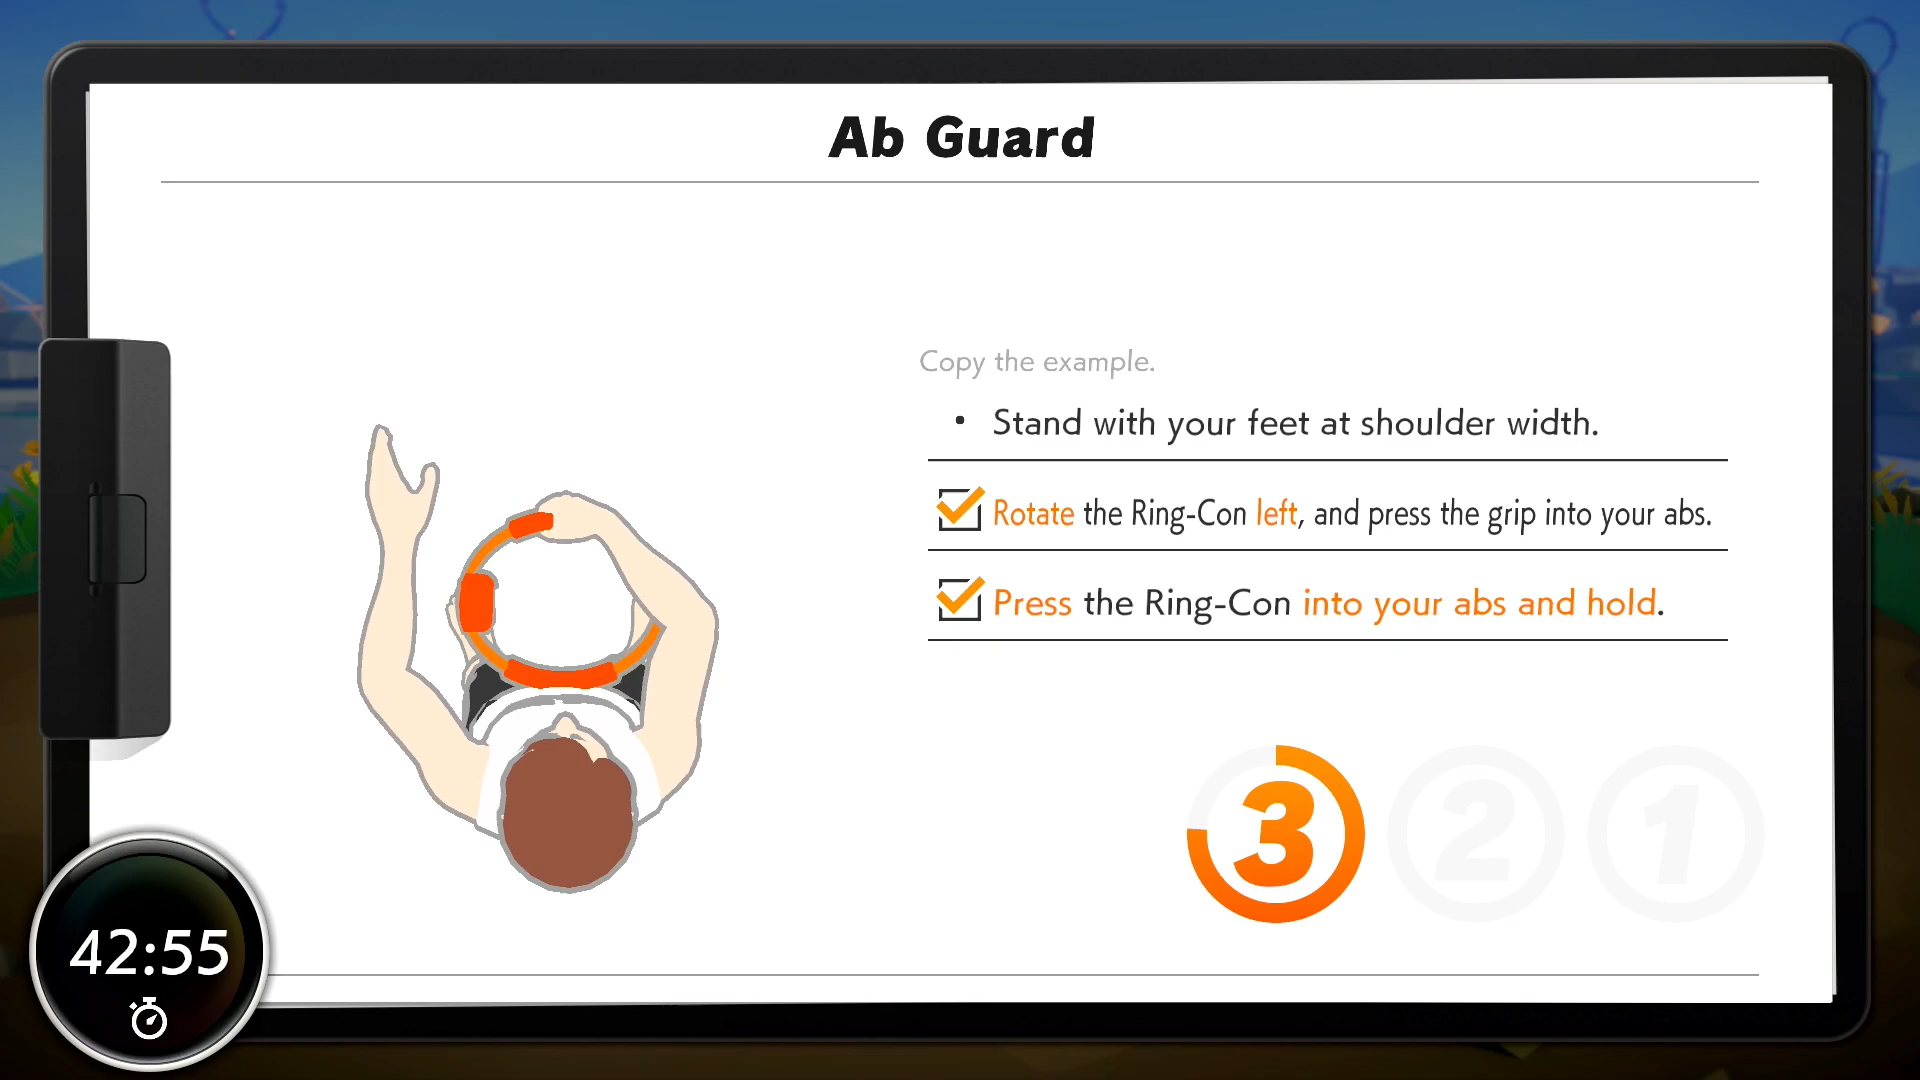 Ab Guard
Copy the example.
• Stand with your feet at shoulder width.
Rotate the Ring-Con left, and press the grip into your abs.
Press the Ring-Con into your abs and hold.
3 2 1
42:55